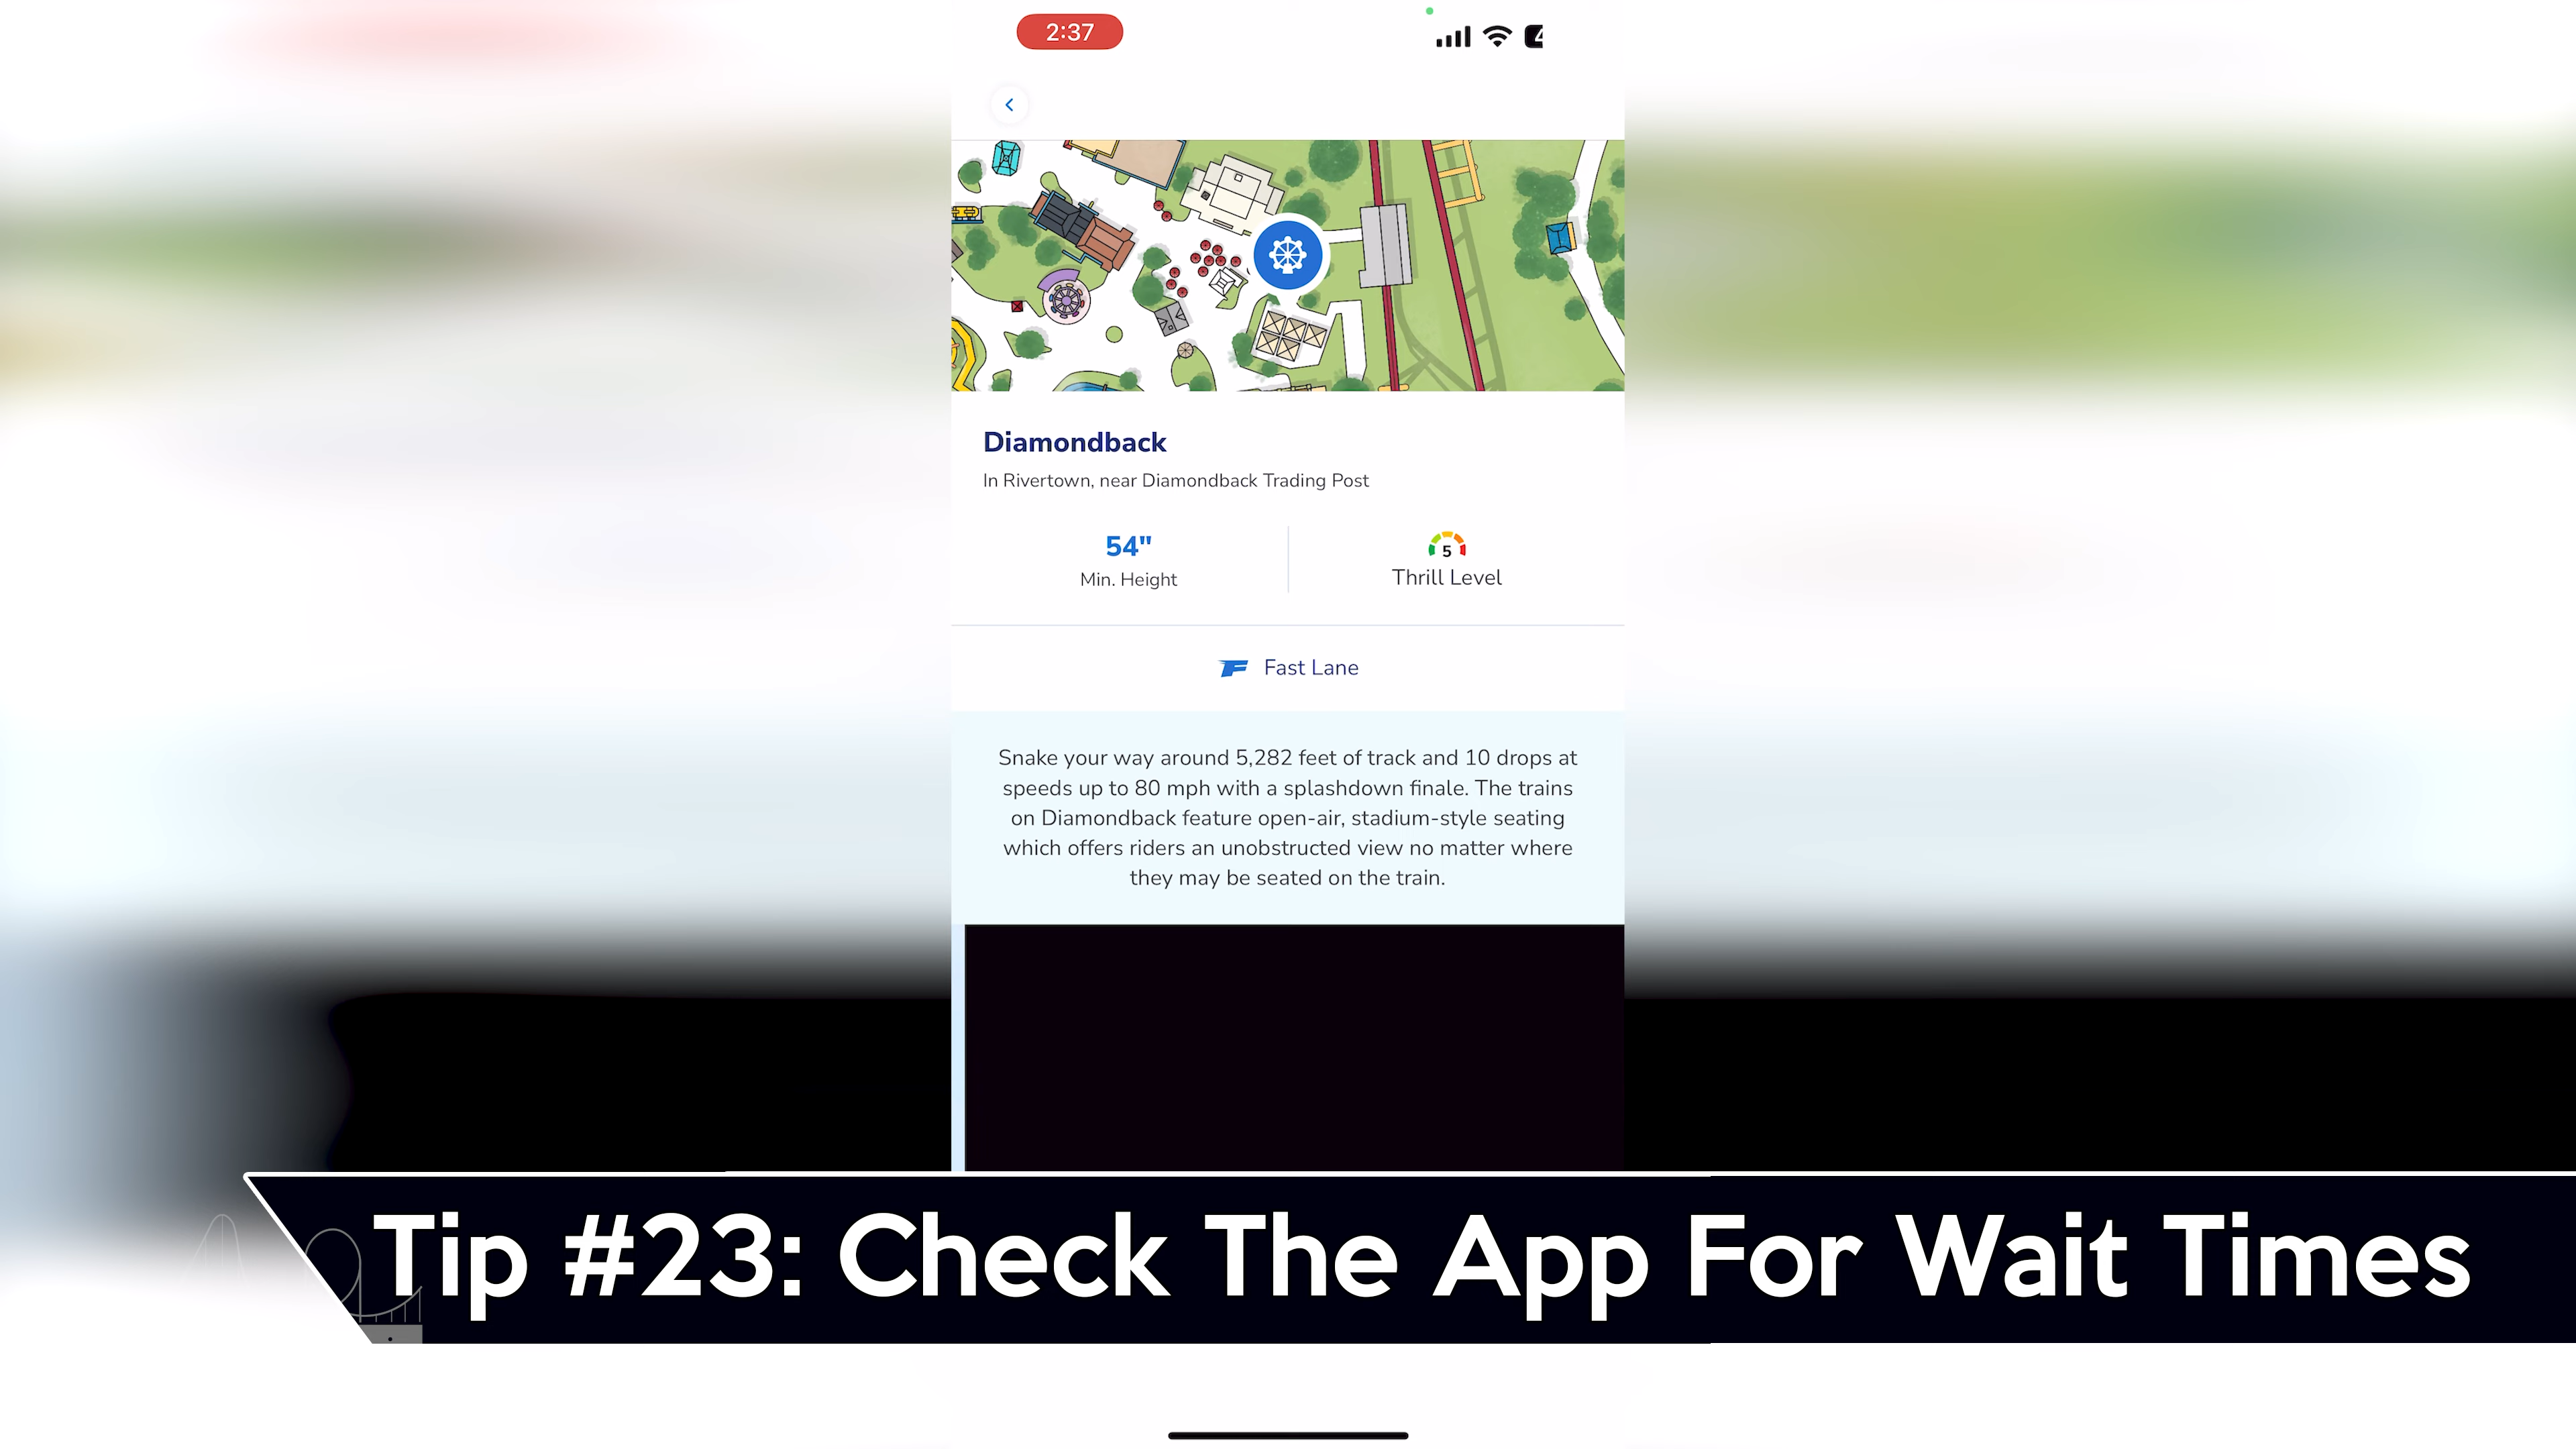 2:37
Diamondback
In Rivertown, near Diamondback Trading Post
54"
Min. Height
5
Thrill Level
Fast Lane
Snake your way around 5,282 feet of track and 10 drops at
speeds up to 80 mph with a splashdown finale. The trains
on Diamondback feature open-air, stadium-style seating
which offers riders an unobstructed view no matter where
they may be seated on the train.
Tip #23: Check The App For Wait Times